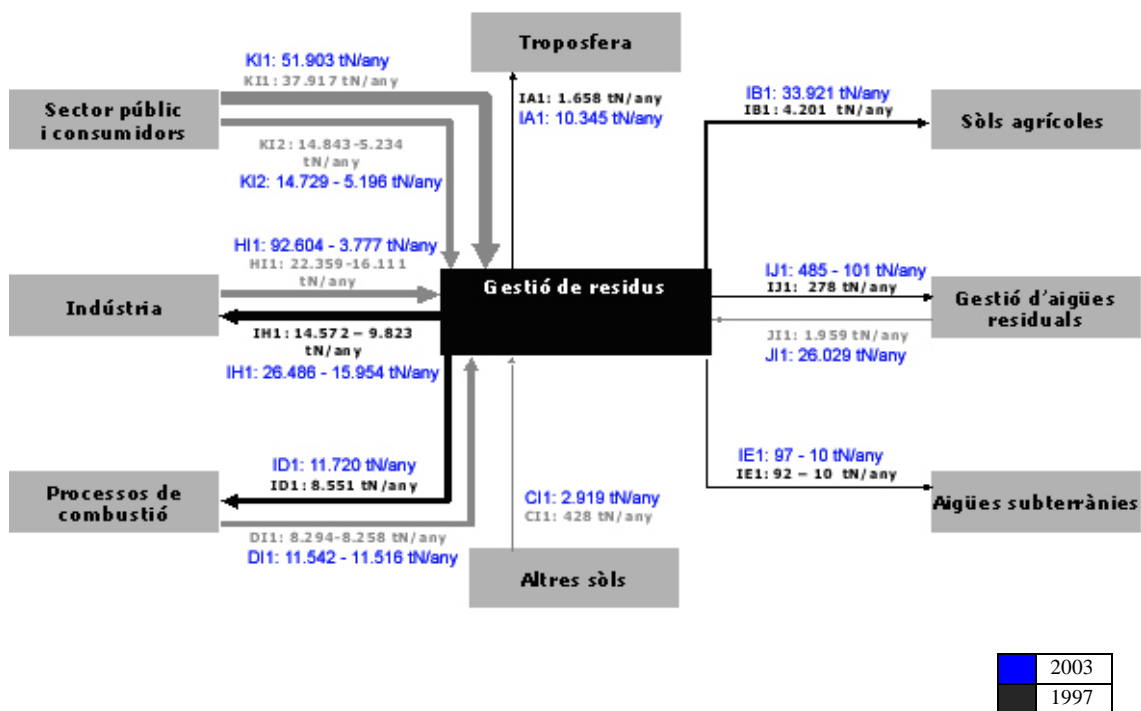 Troposfera
KI1: 51.903 tN/any
KI1: 37.917 tN/any
Sector públic
i consumidors
IA1: 1.658 tN/any
IA1: 10.345 tN/any
IB1: 33.921 tN/any
IB1: 4.201 tN/any
Sòls agrícoles
KI2: 14.843-5.234
tN/any
KI2: 14.729 - 5.196 tN/any
HI1: 92.604 - 3.777 tN/any
HI1: 22.359-16.111
tN/any
Indústria
Gestió de residus
IJ1: 485 - 101 tN/any
IJ1: 278 tN/any
Gestió d'aigües
residuals
IH1: 14.572 – 9.823
tN/any
IH1: 26.486 - 15.954 tN/any
JI1: 1.959 tN/any
JI1: 26.029 tN/any
ID1: 11.720 tN/any
ID1: 8.551 tN/any
Processos de
combustió
DI1: 8.294-8.258 tN/any
DI1: 11.542 - 11.516 tN/any
CI1: 2.919 tN/any
CI1: 428 tN/any
IE1: 97 - 10 tN/any
IE1: 92 – 10 tN/any
Aigües subterrànies
Altres sòls
2003
1997